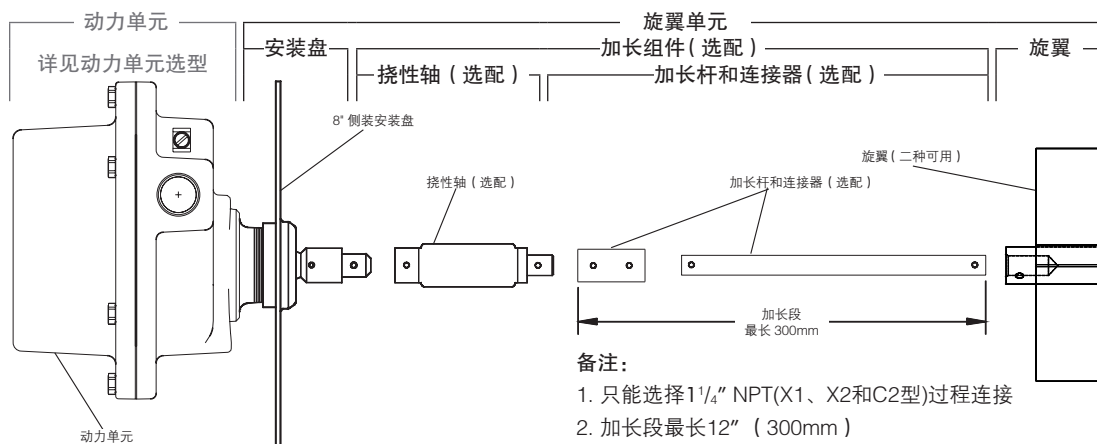 动力单元
旋翼单元
详见动力单元选型
安装盘
加长组件(选配)
旋翼
挠性轴(选配)
加长杆和连接器(选配)
8" 侧装安装盘
旋翼(二种可用)
挠性轴(选配)
加长杆和连接器(选配)
加长段
最长 300mm
备注：
1. 只能选择1¹/₄" NPT(X1、X2和C2型)过程连接
2. 加长段最长12" (300mm)
动力单元